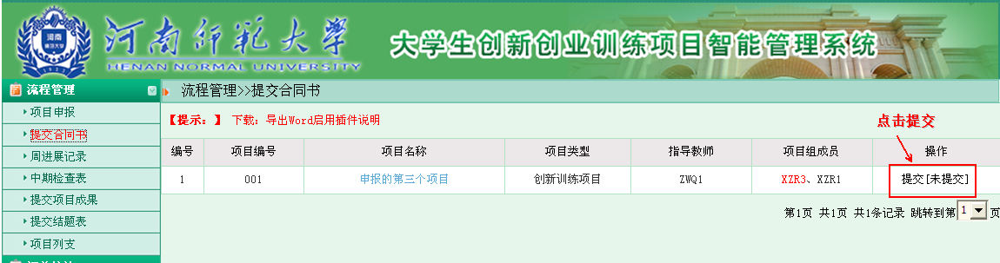 河南师范大学
HENAN NORMAL UNIVERSITY
大学生创新创业训练项目智能管理系统
流程管理
项目申报
提交合同书
周进展记录
中期检查表
提交项目成果
提交结题表
项目列支
流程管理>>提交合同书
【提示：】 下载：导出Word启用插件说明
点击提交
编号 项目编号 项目名称 项目类型 指导教师 项目组成员 操作
1 001 申报的第三个项目 创新训练项目 ZWQ1 XZR3、XZR1 提交[未提交]
第1页 共1页 共1条记录 跳转到第 1 页